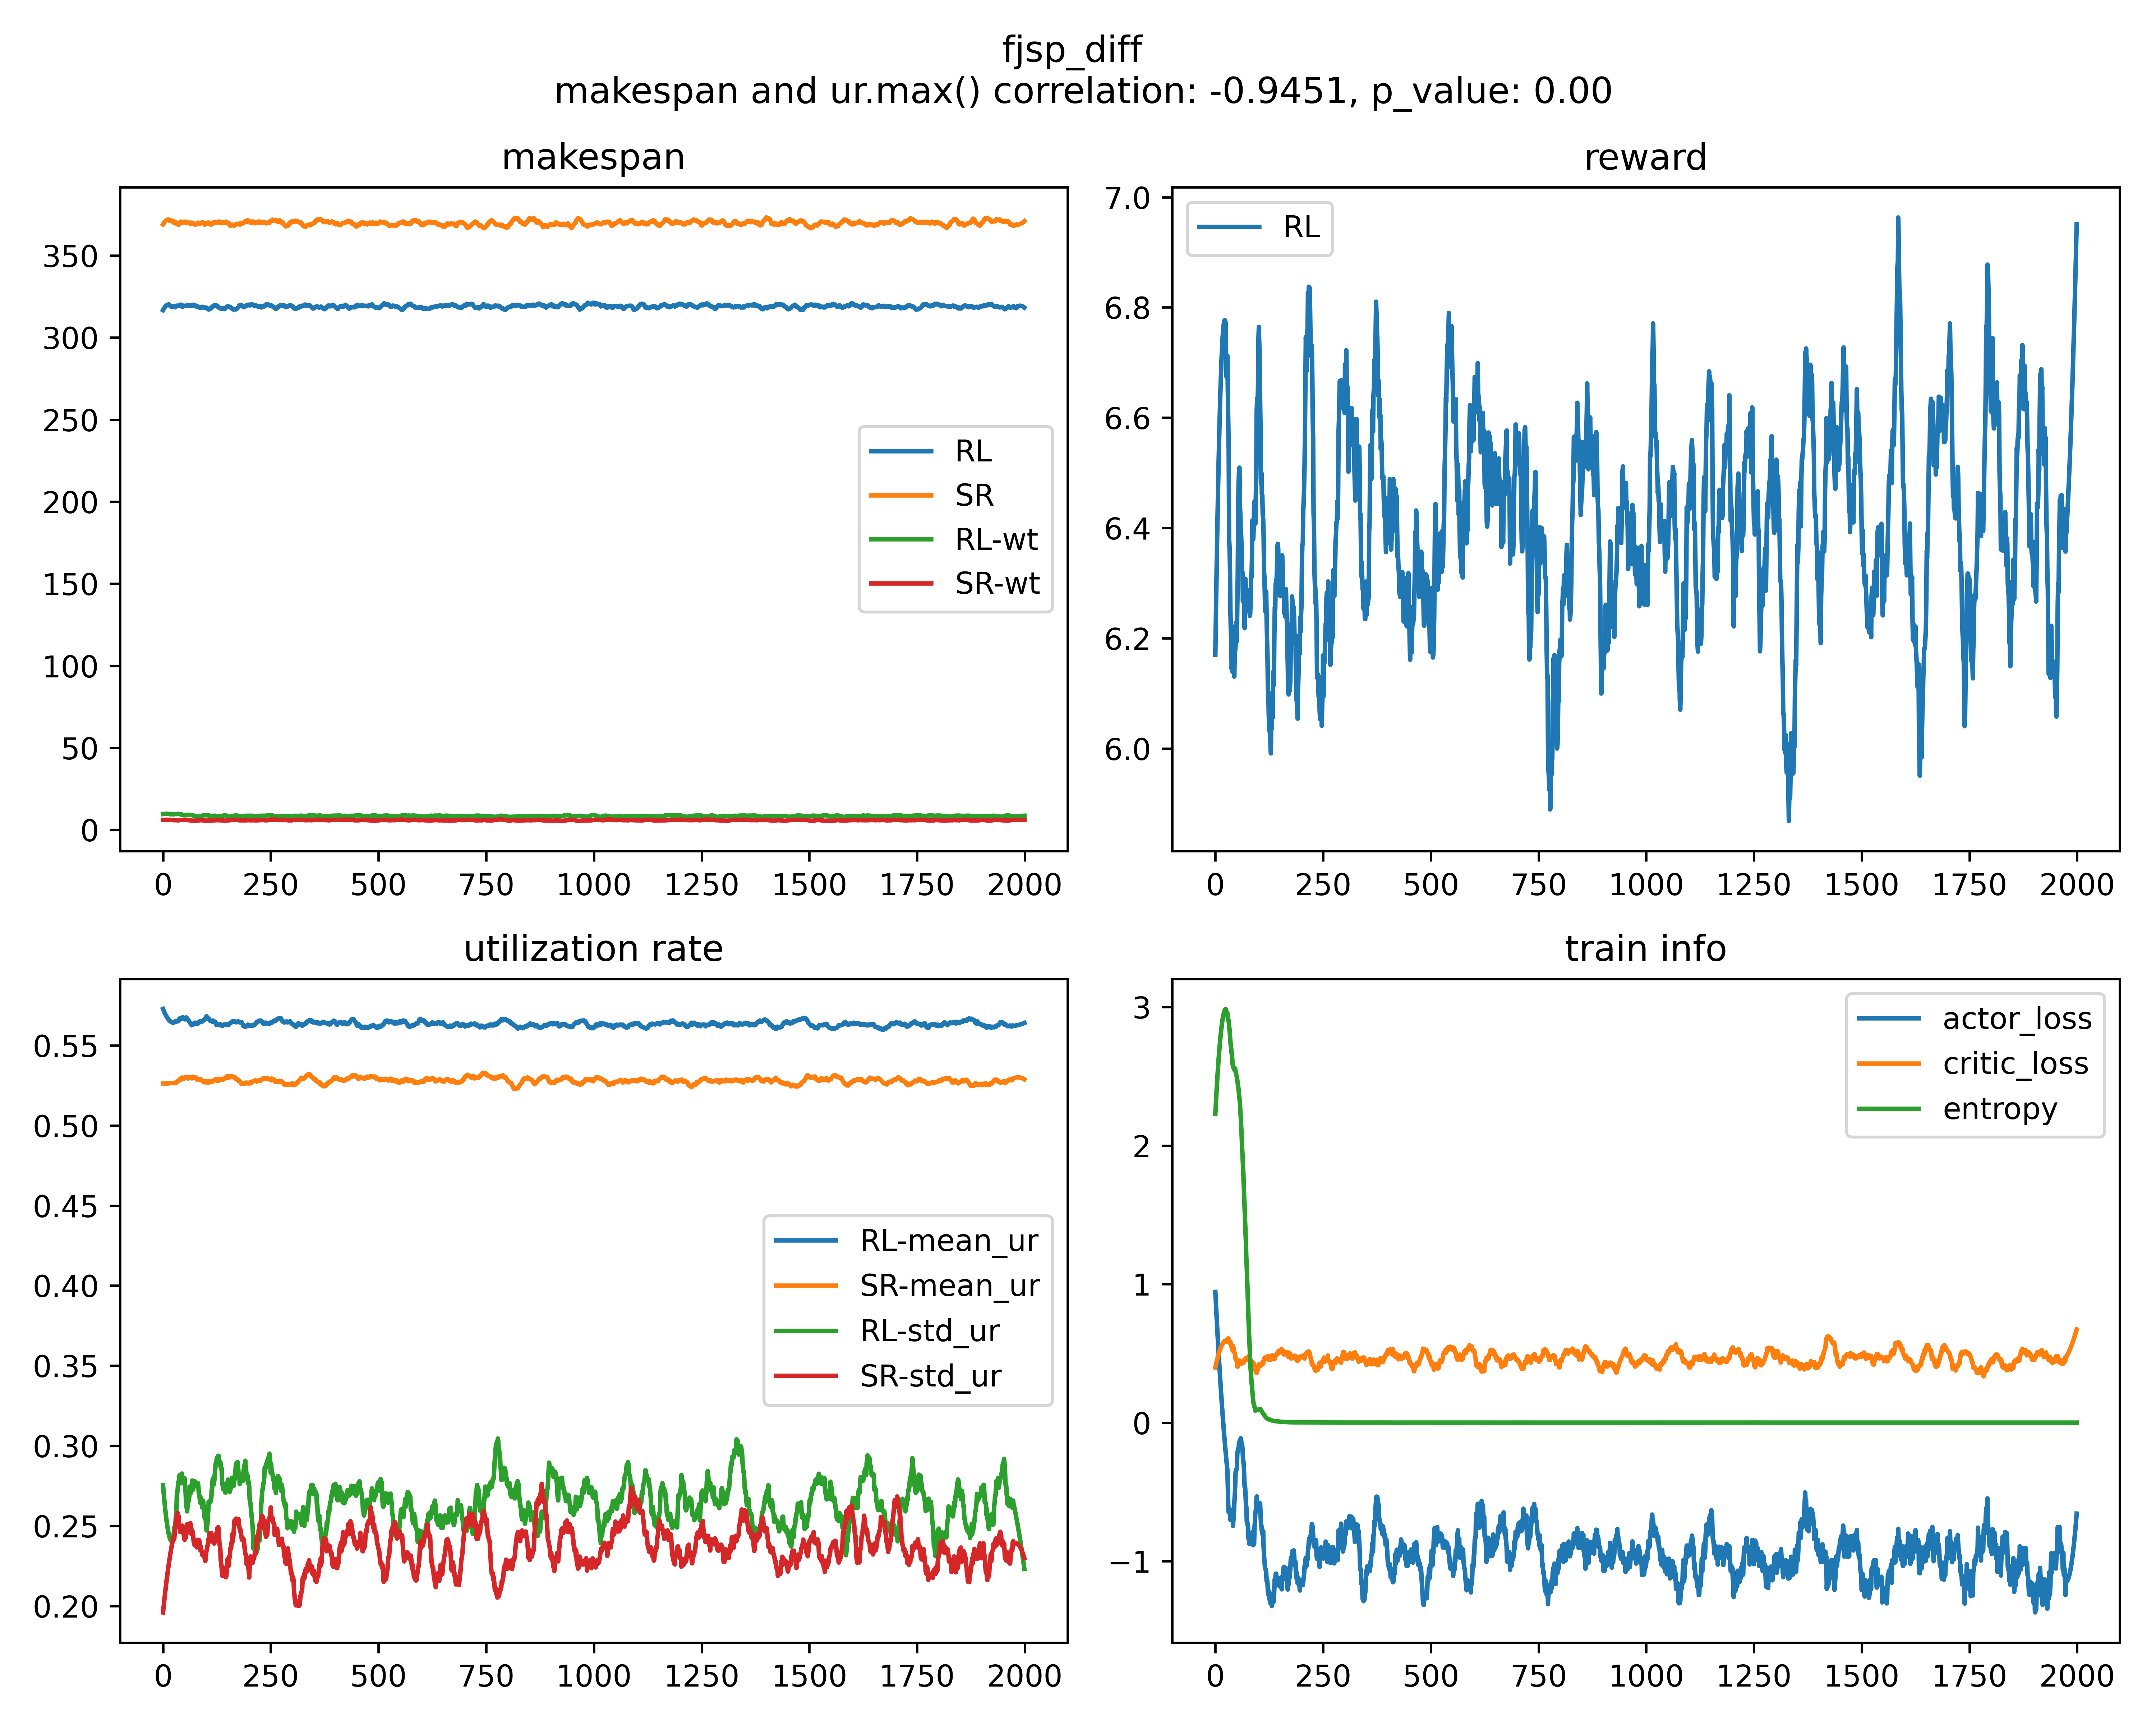 fjsp_diff
makespan and ur.max() correlation: -0.9451, p_value: 0.00
makespan
350
300
250
200
150
100
50
0
0 250 500 750 1000 1250 1500 1750 2000
RL
SR
RL-wt
SR-wt
reward
7.0
6.8
6.6
6.4
6.2
6.0
0 250 500 750 1000 1250 1500 1750 2000
RL
utilization rate
0.55
0.50
0.45
0.40
0.35
0.30
0.25
0.20
0 250 500 750 1000 1250 1500 1750 2000
RL-mean_ur
SR-mean_ur
RL-std_ur
SR-std_ur
train info
3
2
1
0
−1
0 250 500 750 1000 1250 1500 1750 2000
actor_loss
critic_loss
entropy